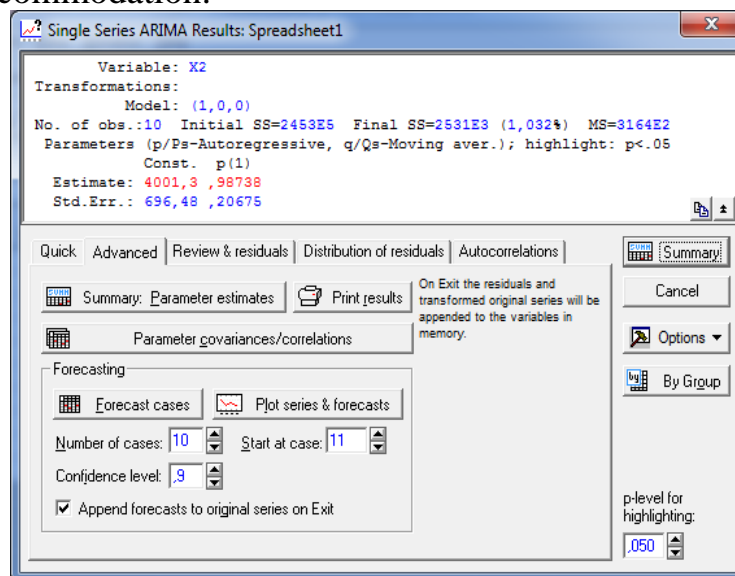 commodation.
Single Series ARIMA Results: Spreadsheet1
X
Variable: X2
Transformations:
Model: (1,0,0)
No. of obs.:10 Initial SS=2453E5 Final SS=2531E3 (1,032%) MS=3164E2
Parameters (p/Ps-Autoregressive, q/Qs-Moving aver.); highlight: p<.05
Const. p(1)
Estimate: 4001,3 ,98738
Std.Err.: 696,48 ,20675
Quick Advanced Review & residuals Distribution of residuals Autocorrelations
Summary
Summary: Parameter estimates
Print results
On Exit the residuals and
transformed original series will be
appended to the variables in
memory.
Cancel
Parameter covariances/correlations
Options
By Group
Forecasting
Forecast cases
Plot series & forecasts
Number of cases: 10 Start at case: 11
Confidence level: ,9
Append forecasts to original series on Exit
p-level for
highlighting:
,050